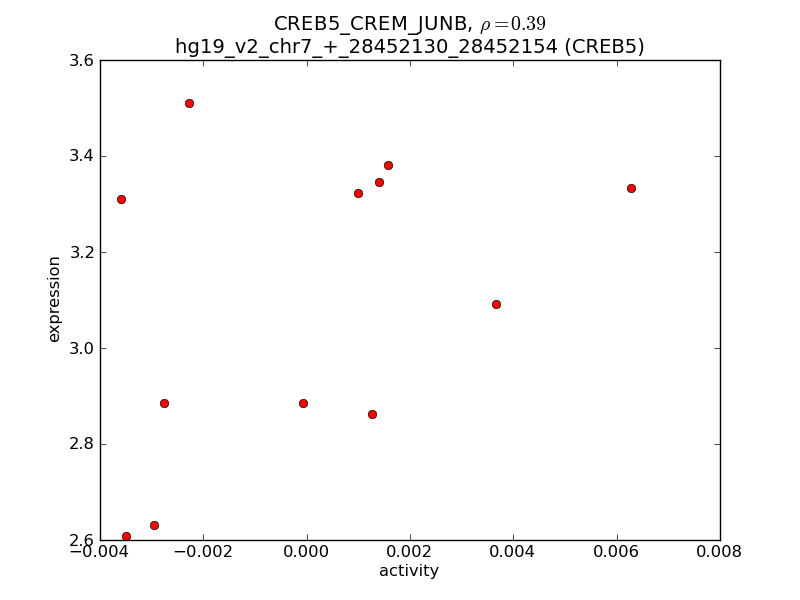 CREB5_CREM_JUNB, ρ=0.39
hg19_v2_chr7_+_28452130_28452154 (CREB5)
3.6
3.4
3.2
3.0
2.8
2.6
expression
−0.004 −0.002 0.000 0.002 0.004 0.006 0.008
activity